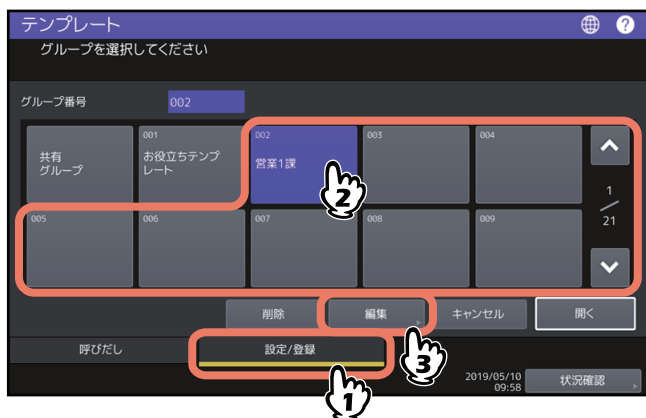 テンプレート
?
グループを選択してください
グループ番号
002
共有
グループ
001
お役立ちテンプ
レート
002
営業1課
003
004
1
21
005
006
007
008
009
2
削除
編集
キャンセル
開く
3
呼びだし
設定/登録
1
2019/05/10
09:58
状況確認